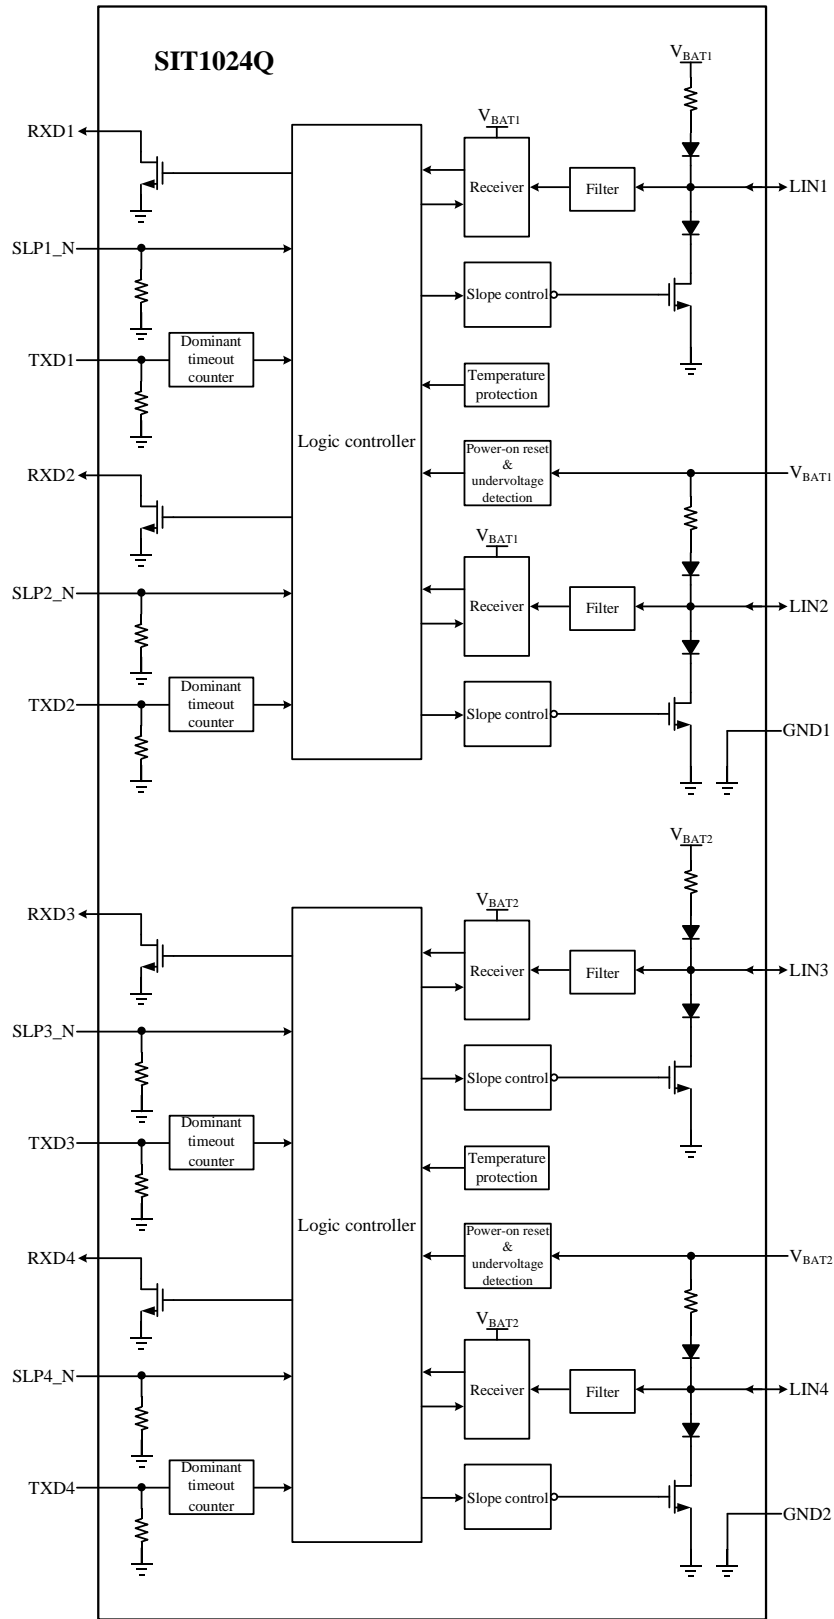 SIT1024Q
VBAT1
RXD1
VBAT1
Receiver
Filter
LIN1
SLP1_N
Slope control
TXD1
Dominant
timeout
counter
Temperature
protection
Logic controller
RXD2
Power-on reset
&
undervoltage
detection
VBAT1
VBAT1
SLP2_N
Receiver
Filter
LIN2
TXD2
Dominant
timeout
counter
Slope control
GND1
VBAT2
RXD3
VBAT2
Receiver
Filter
LIN3
SLP3_N
Slope control
TXD3
Dominant
timeout
counter
Temperature
protection
Logic controller
RXD4
Power-on reset
&
undervoltage
detection
VBAT2
VBAT2
SLP4_N
Receiver
Filter
LIN4
TXD4
Dominant
timeout
counter
Slope control
GND2